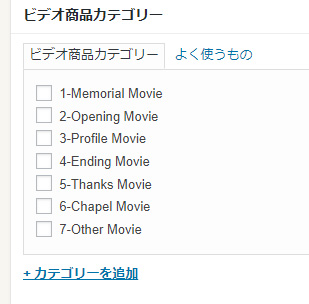 ビデオ商品カテゴリー
ビデオ商品カテゴリー よく使うもの
1-Memorial Movie
2-Opening Movie
3-Profile Movie
4-Ending Movie
5-Thanks Movie
6-Chapel Movie
7-Other Movie
+ カテゴリーを追加